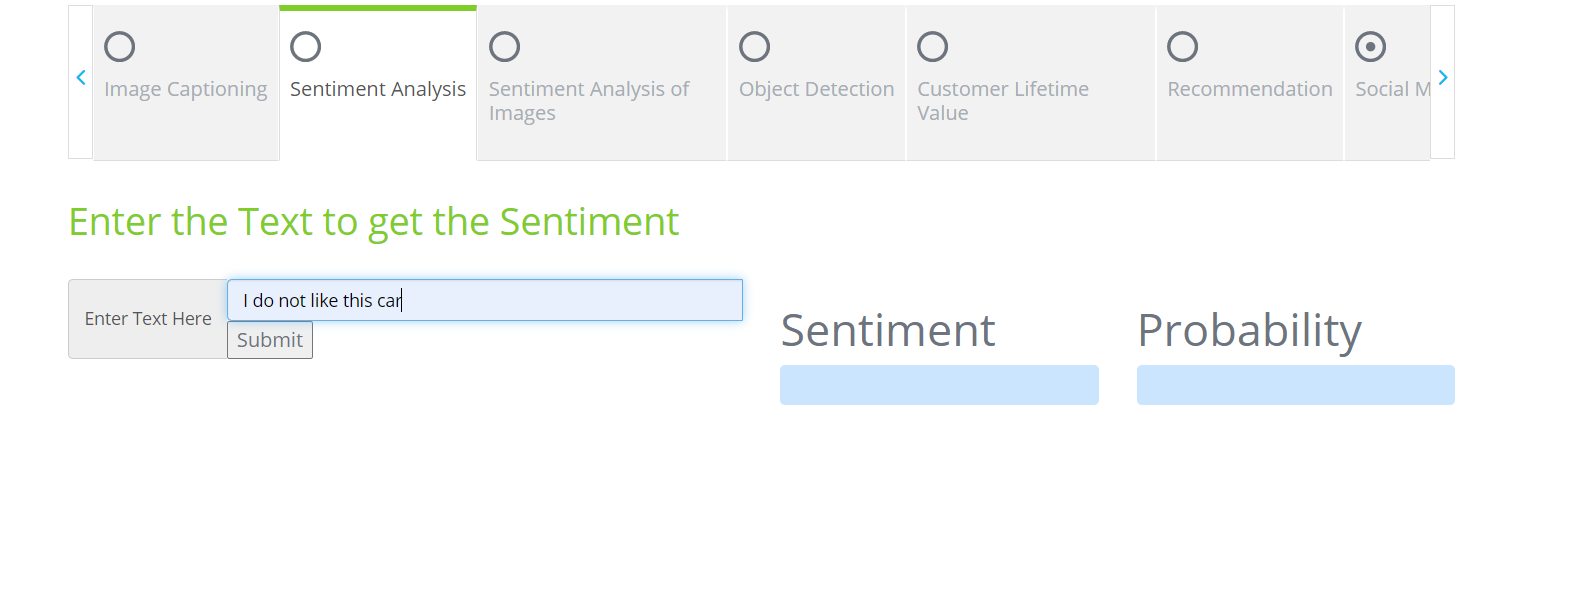 Image Captioning
Sentiment Analysis
Sentiment Analysis of
Images
Object Detection
Customer Lifetime
Value
Recommendation
Social M
Enter the Text to get the Sentiment
Enter Text Here
I do not like this car
Submit
Sentiment
Probability